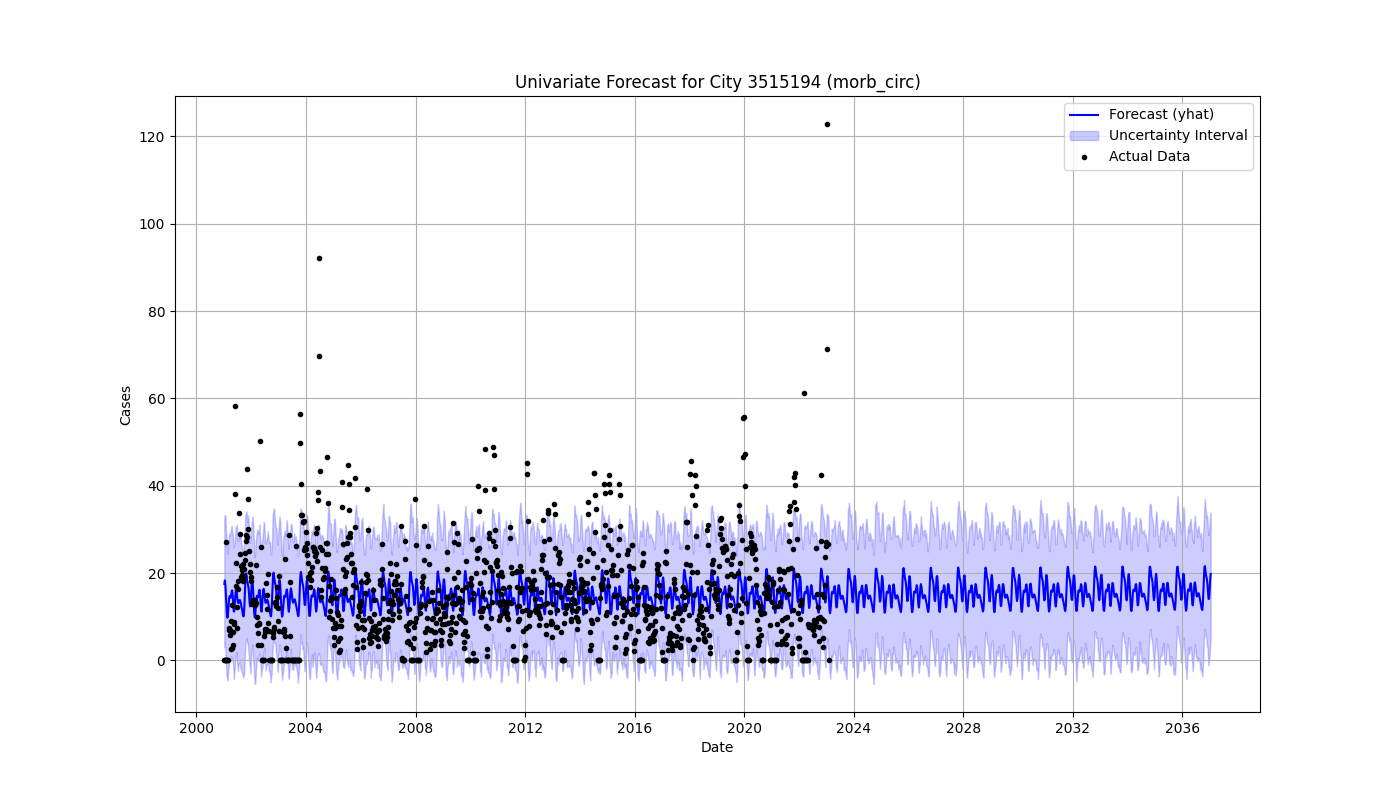 Univariate Forecast for City 3515194 (morb_circ)
Forecast (yhat)
Uncertainty Interval
Actual Data
120
100
80
60
40
20
0
Cases
2000 2004 2008 2012 2016 2020 2024 2028 2032 2036
Date